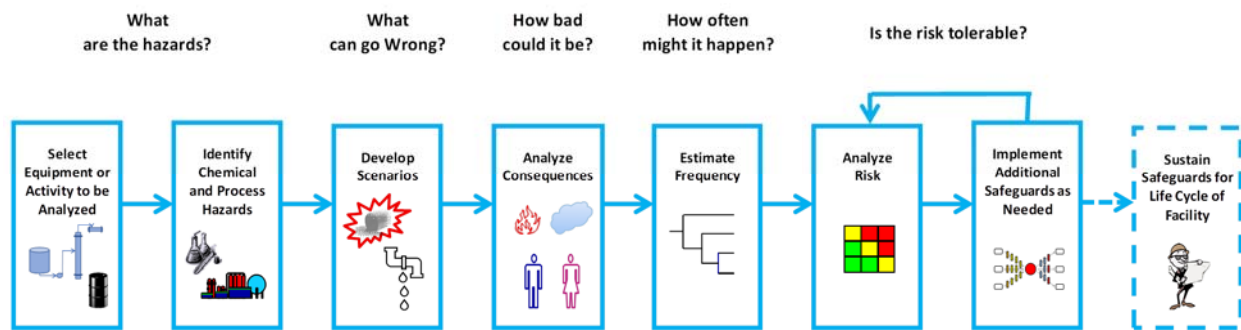 What
are the hazards?
What
can go Wrong?
How bad
could it be?
How often
might it happen?
Is the risk tolerable?
Select
Equipment or
Activity to be
Analyzed
Identify
Chemical
and Process
Hazards
Develop
Scenarios
Analyze
Consequences
Estimate
Frequency
Analyze
Risk
Implement
Additional
Safeguards as
Needed
Sustain
Safeguards for
Life Cycle of
Facility